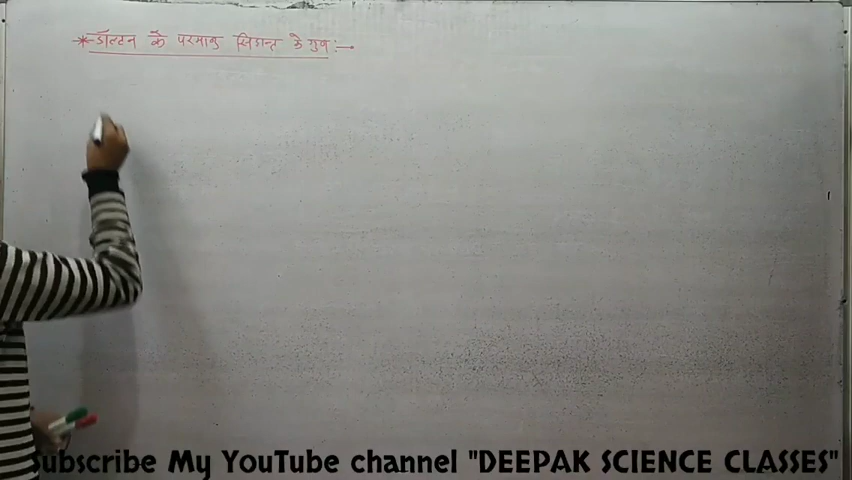 * डॉल्टन के परमाणु सिद्धान्त के गुण :→
Subscribe My YouTube channel "DEEPAK SCIENCE CLASSES"